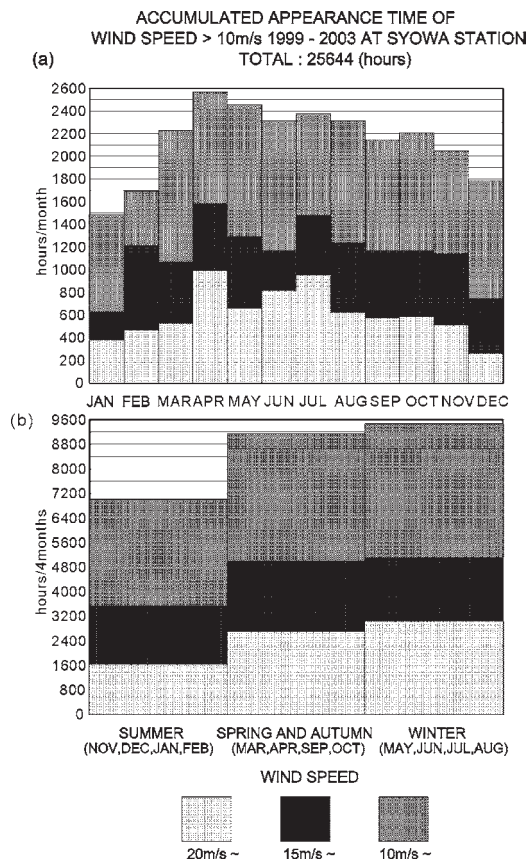 ACCUMULATED APPEARANCE TIME OF
WIND SPEED > 10m/s 1999 - 2003 AT SYOWA STATION
(a) TOTAL : 25644 (hours)
2600
2400
2200
2000
1800
1600
1400
1200
1000
800
600
400
200
0
hours/month
JAN FEB MAR APR MAY JUN JUL AUG SEP OCT NOV DEC
(b)
9600
8800
8000
7200
6400
5600
4800
3200
2400
1600
800
0
hours/4months
SUMMER SPRING AND AUTUMN WINTER
(NOV,DEC,JAN,FEB) (MAR,APR,SEP,OCT) (MAY,JUN,JUL,AUG)
WIND SPEED
20m/s ~ 15m/s ~ 10m/s ~